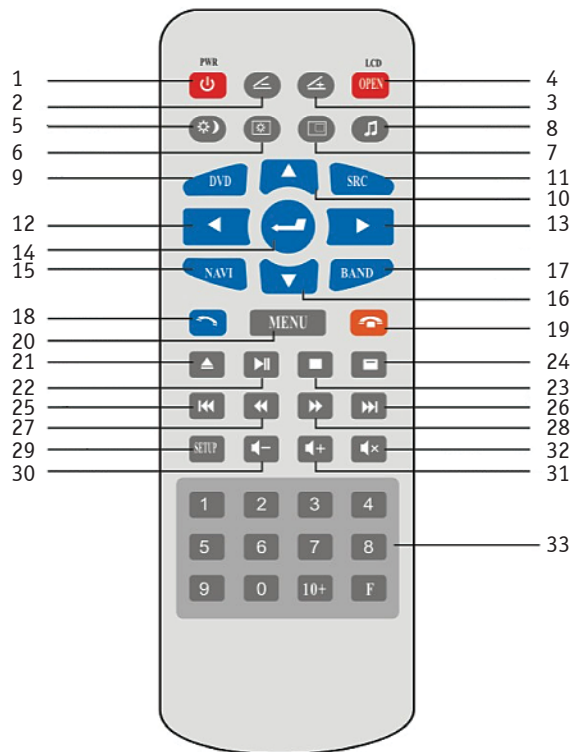 PWR LCD
1 4
OPEN
2 3
5 8
6 7
9 DVD SRC 11
10
12 13
14
15 NAVI BAND 17
16
18 19
20 MENU
21 24
22 23
25 26
27 28
29 SETUP 32
30 31
1 2 3 4
5 6 7 8 33
9 0 10+ F